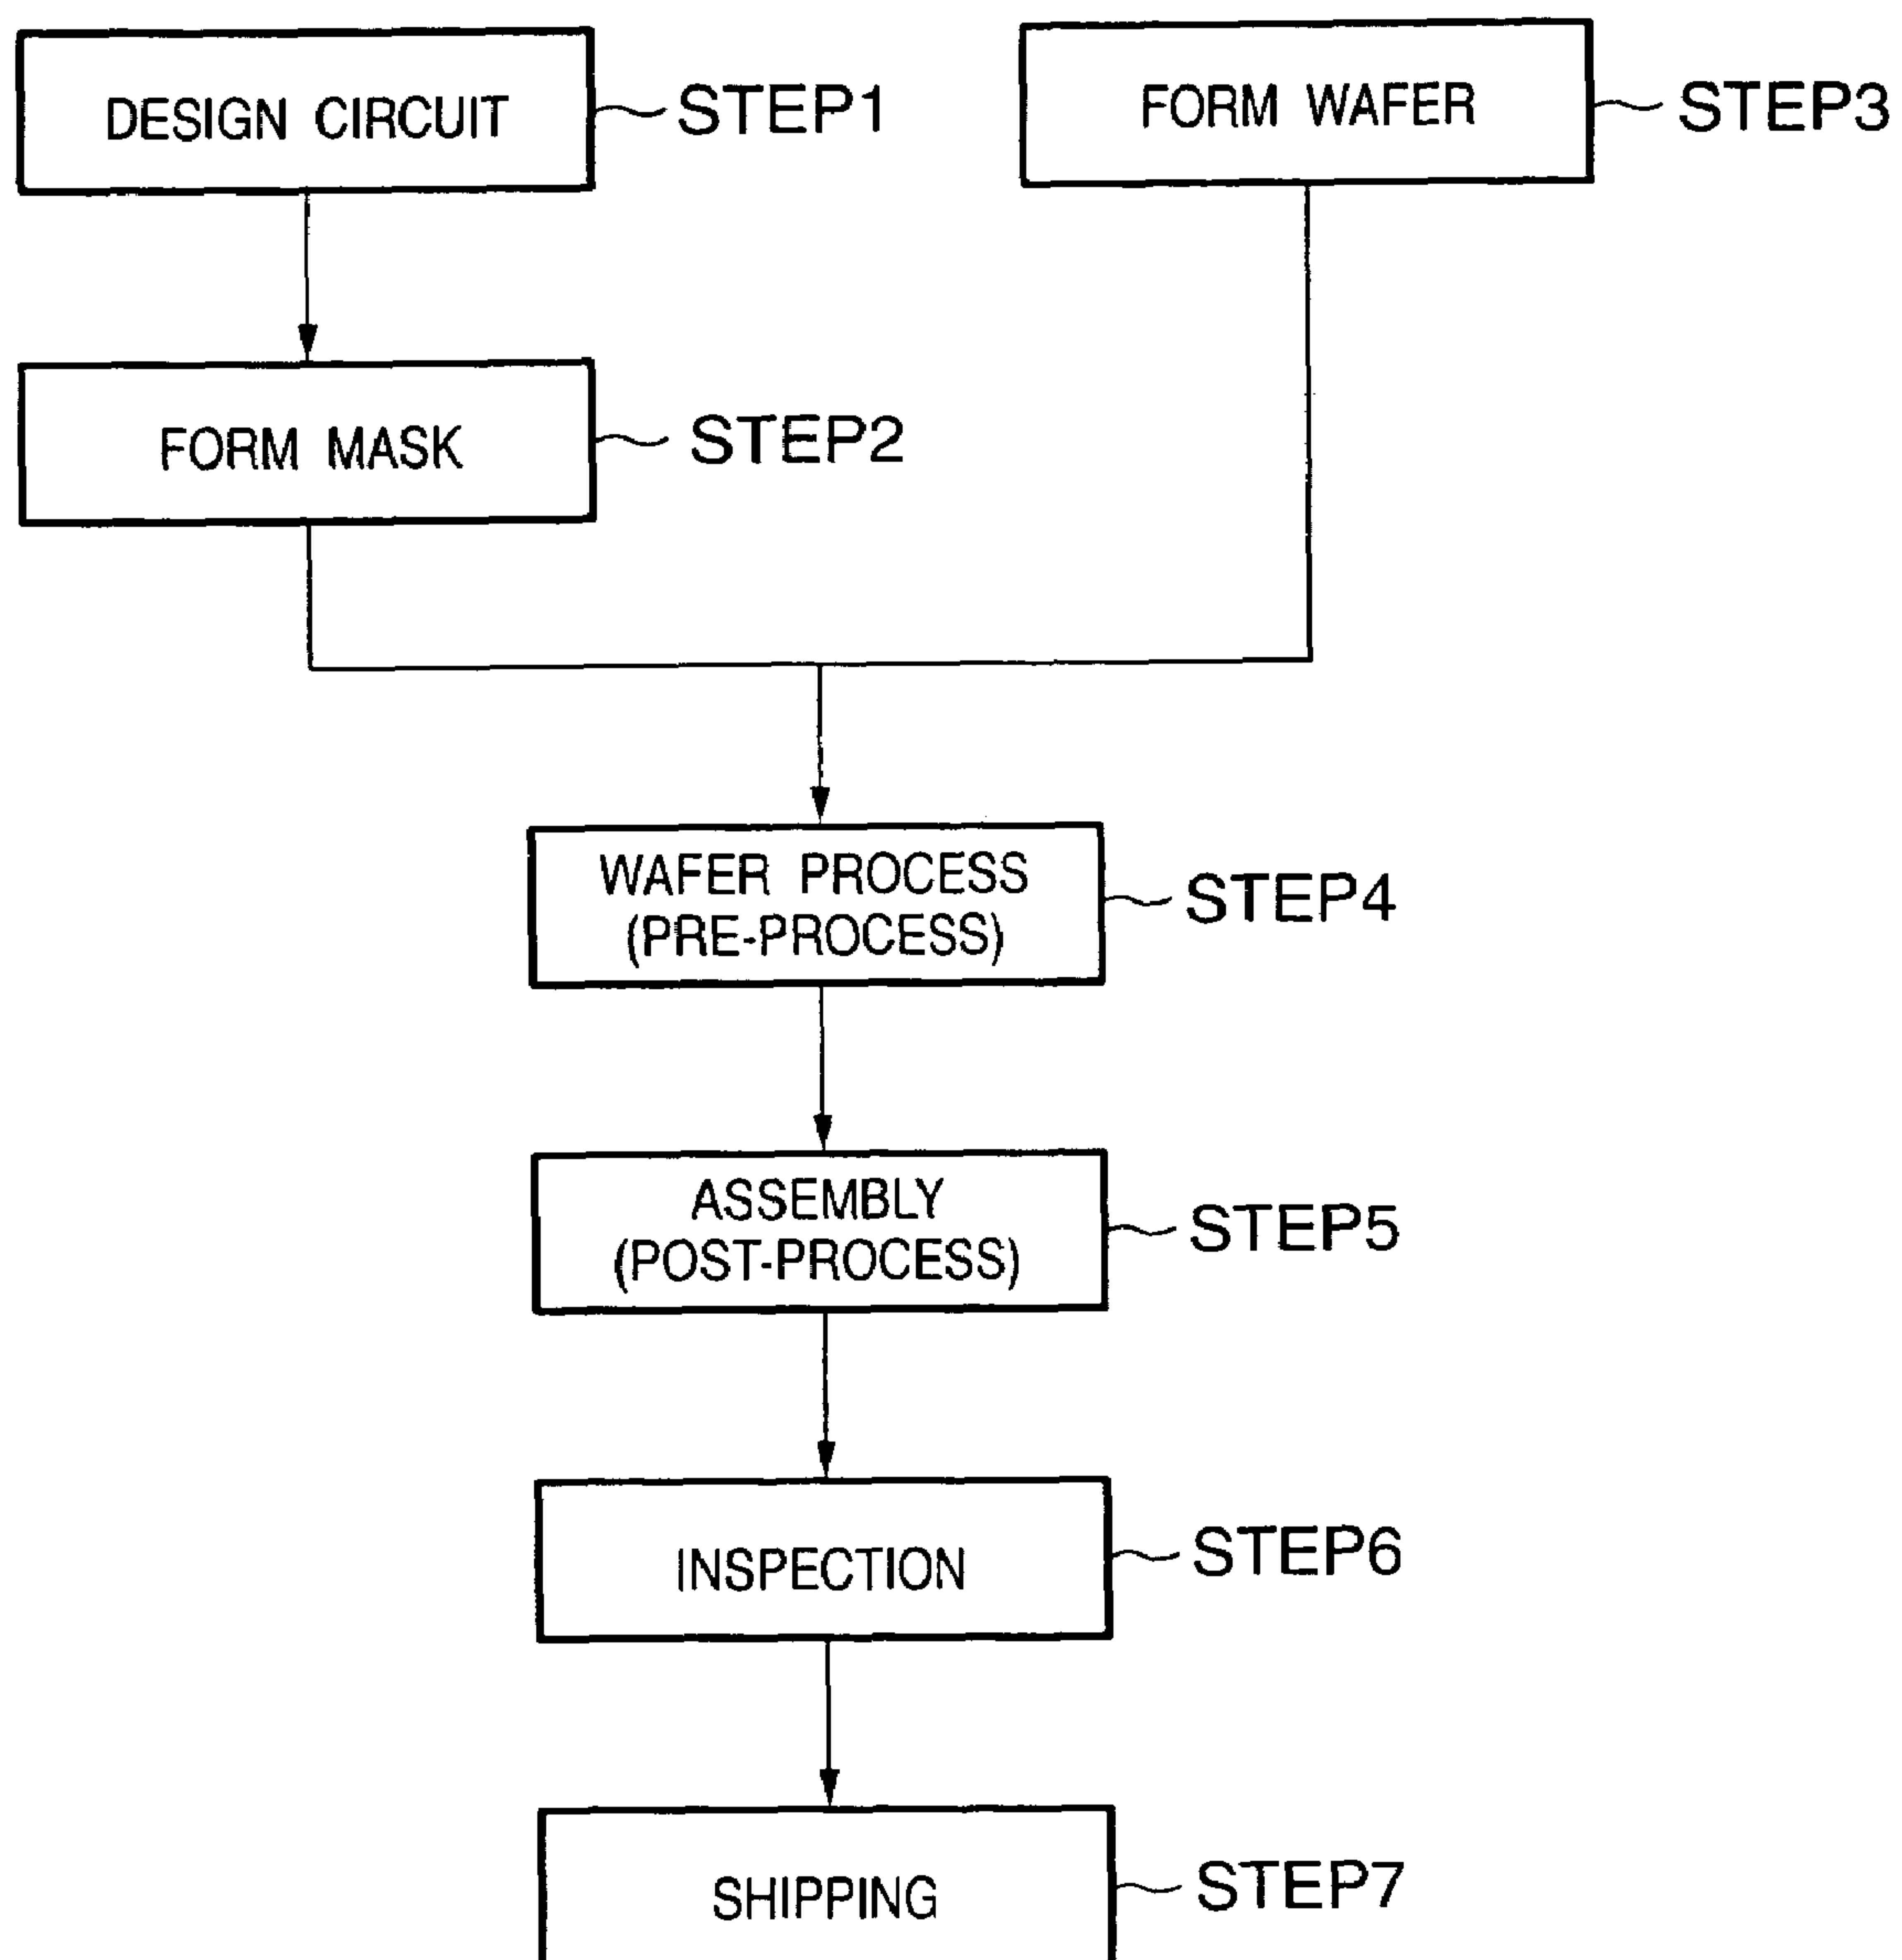 DESIGN CIRCUIT
STEP1
FORM WAFER
STEP3
FORM MASK
STEP2
WAFER PROCESS
(PRE-PROCESS)
STEP4
ASSEMBLY
(POST-PROCESS)
STEP5
INSPECTION
STEP6
SHIPPING
STEP7